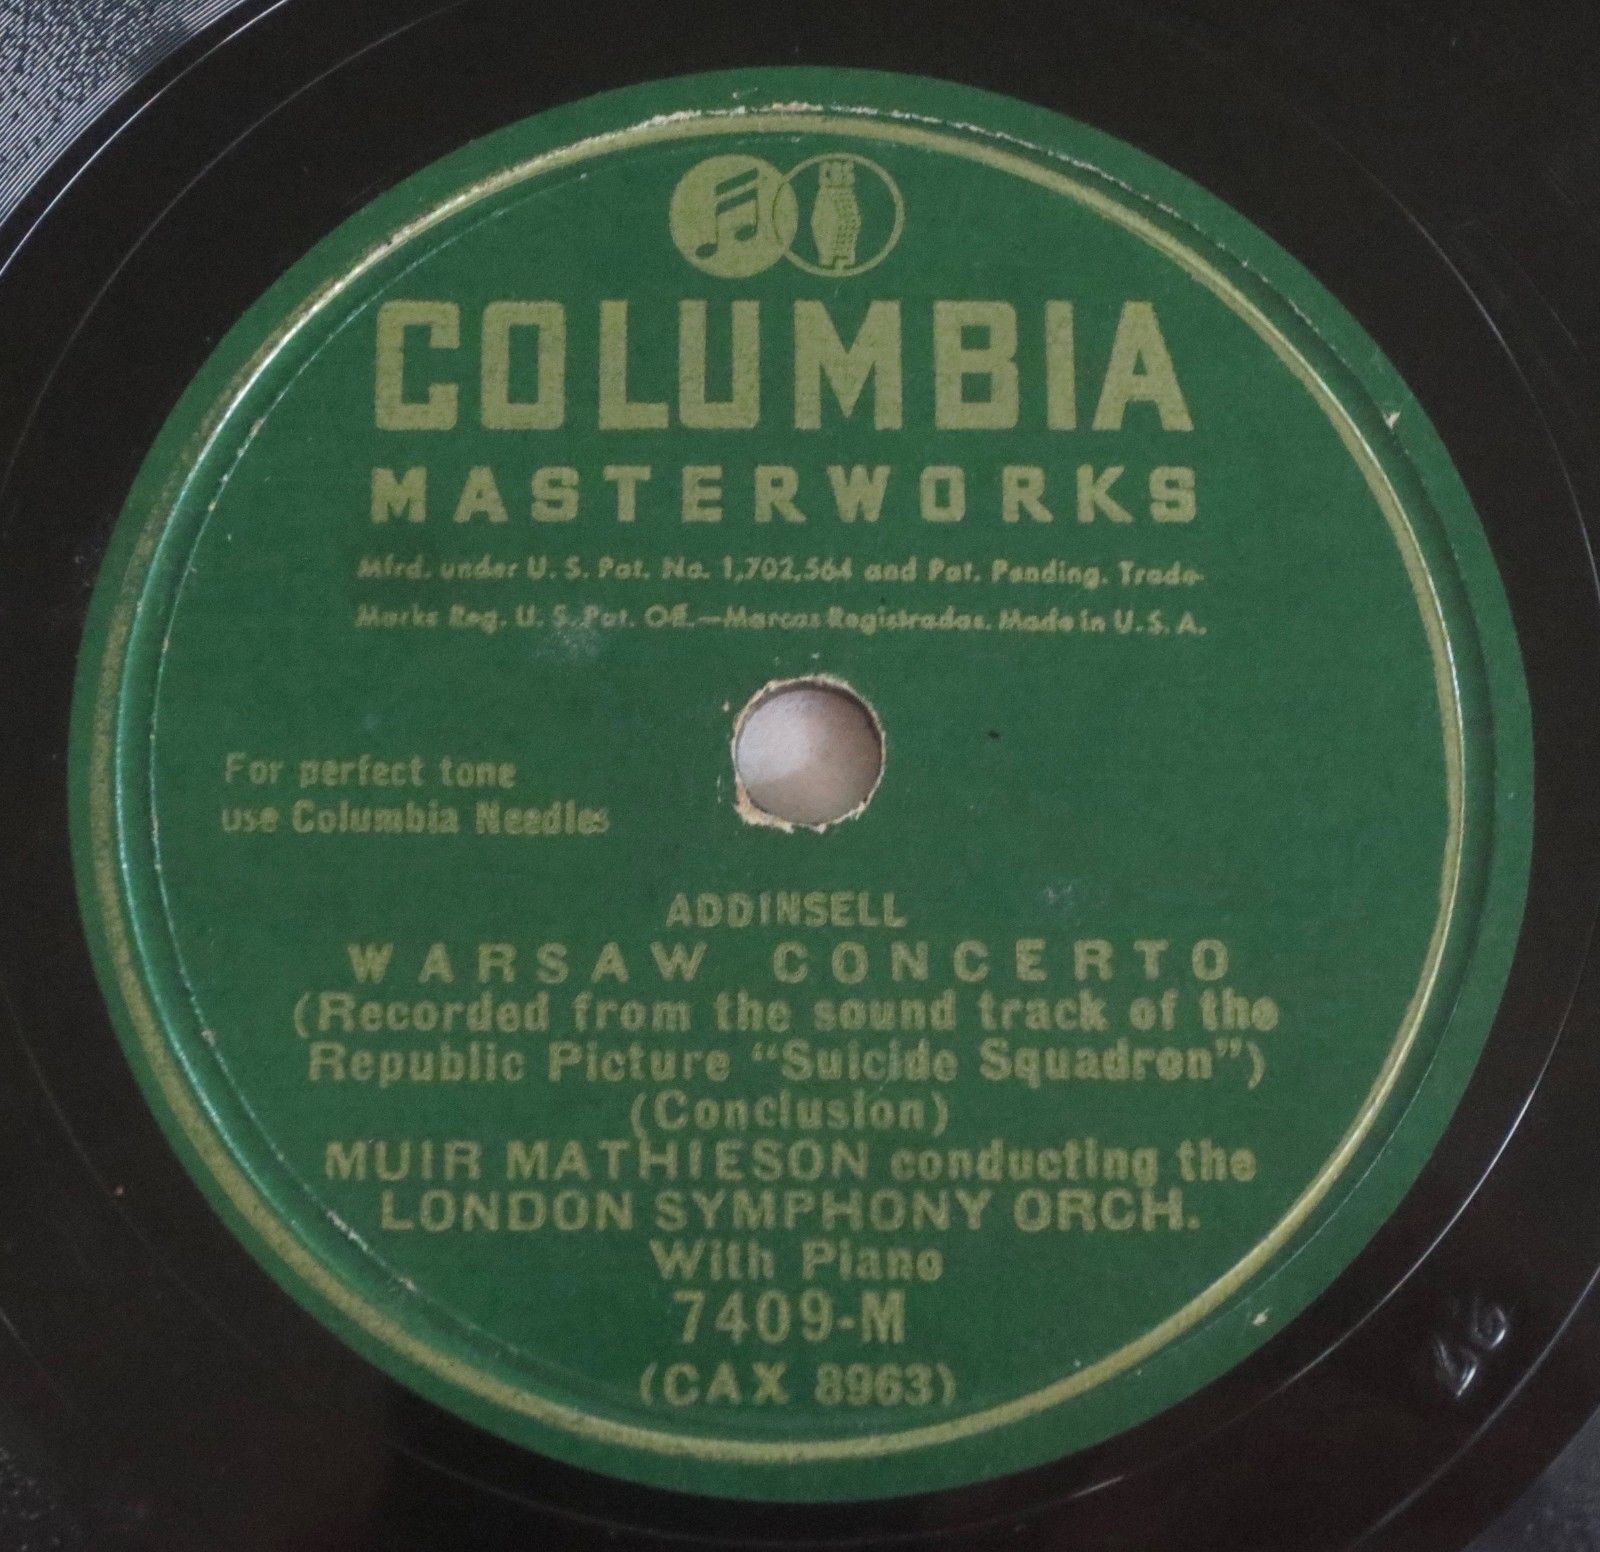 CBS
COLUMBIA
MASTERWORKS
Mfrd. under U. S. Pat. No. 1,702,564 and Pat. Pending. Trade-
Marks Reg. U. S. Pat. Off.—Marcas Registradas. Made in U. S. A.
For perfect tone
use Columbia Needles
ADDINSELL
WARSAW CONCERTO
(Recorded from the sound track of the
Republic Picture “Suicide Squadron”)
(Conclusion)
MUIR MATHIESON conducting the
LONDON SYMPHONY ORCH.
With Piano
7409-M
(CAX 8963)